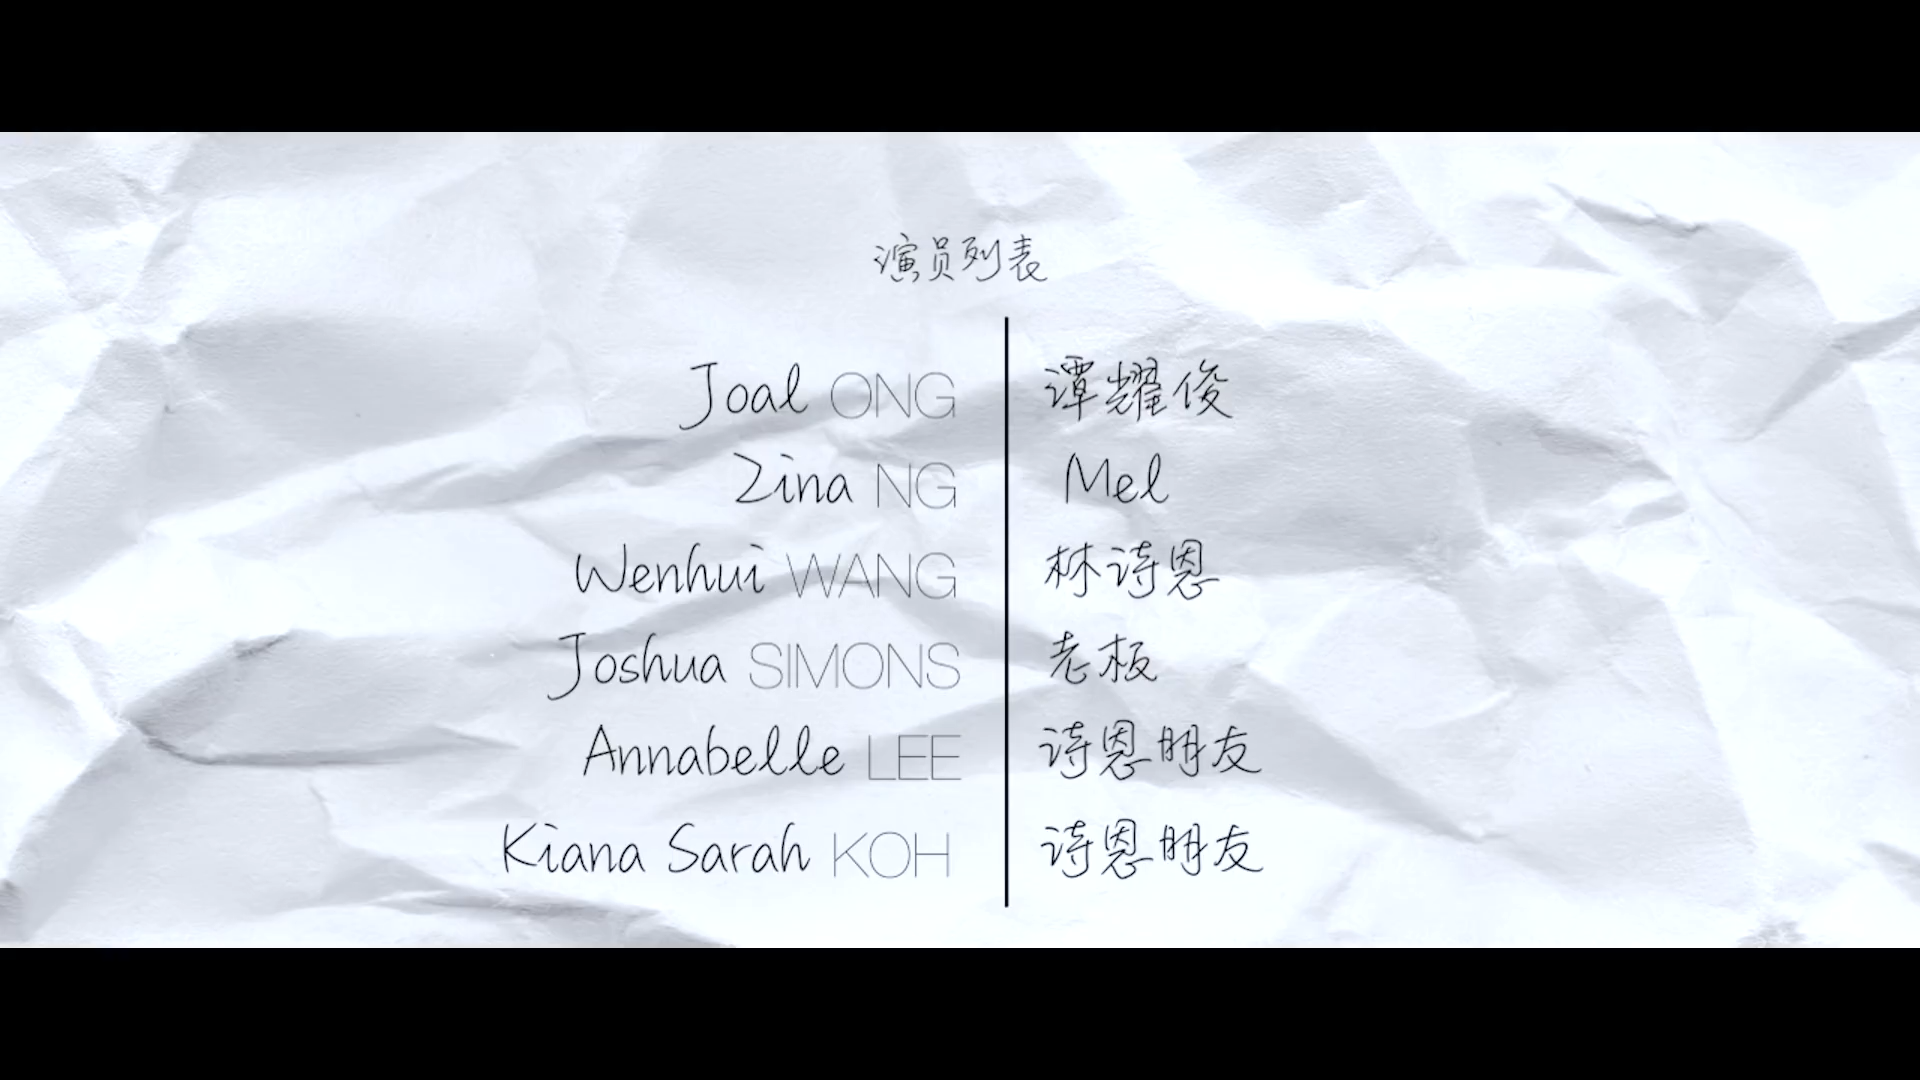 演员列表
Joal ONG 谭耀俊
Zina NG Mel
Wenhui WANG 林诗恩
Joshua SIMONS 老板
Annabelle LEE 诗恩朋友
Kiana Sarah KOH 诗恩朋友